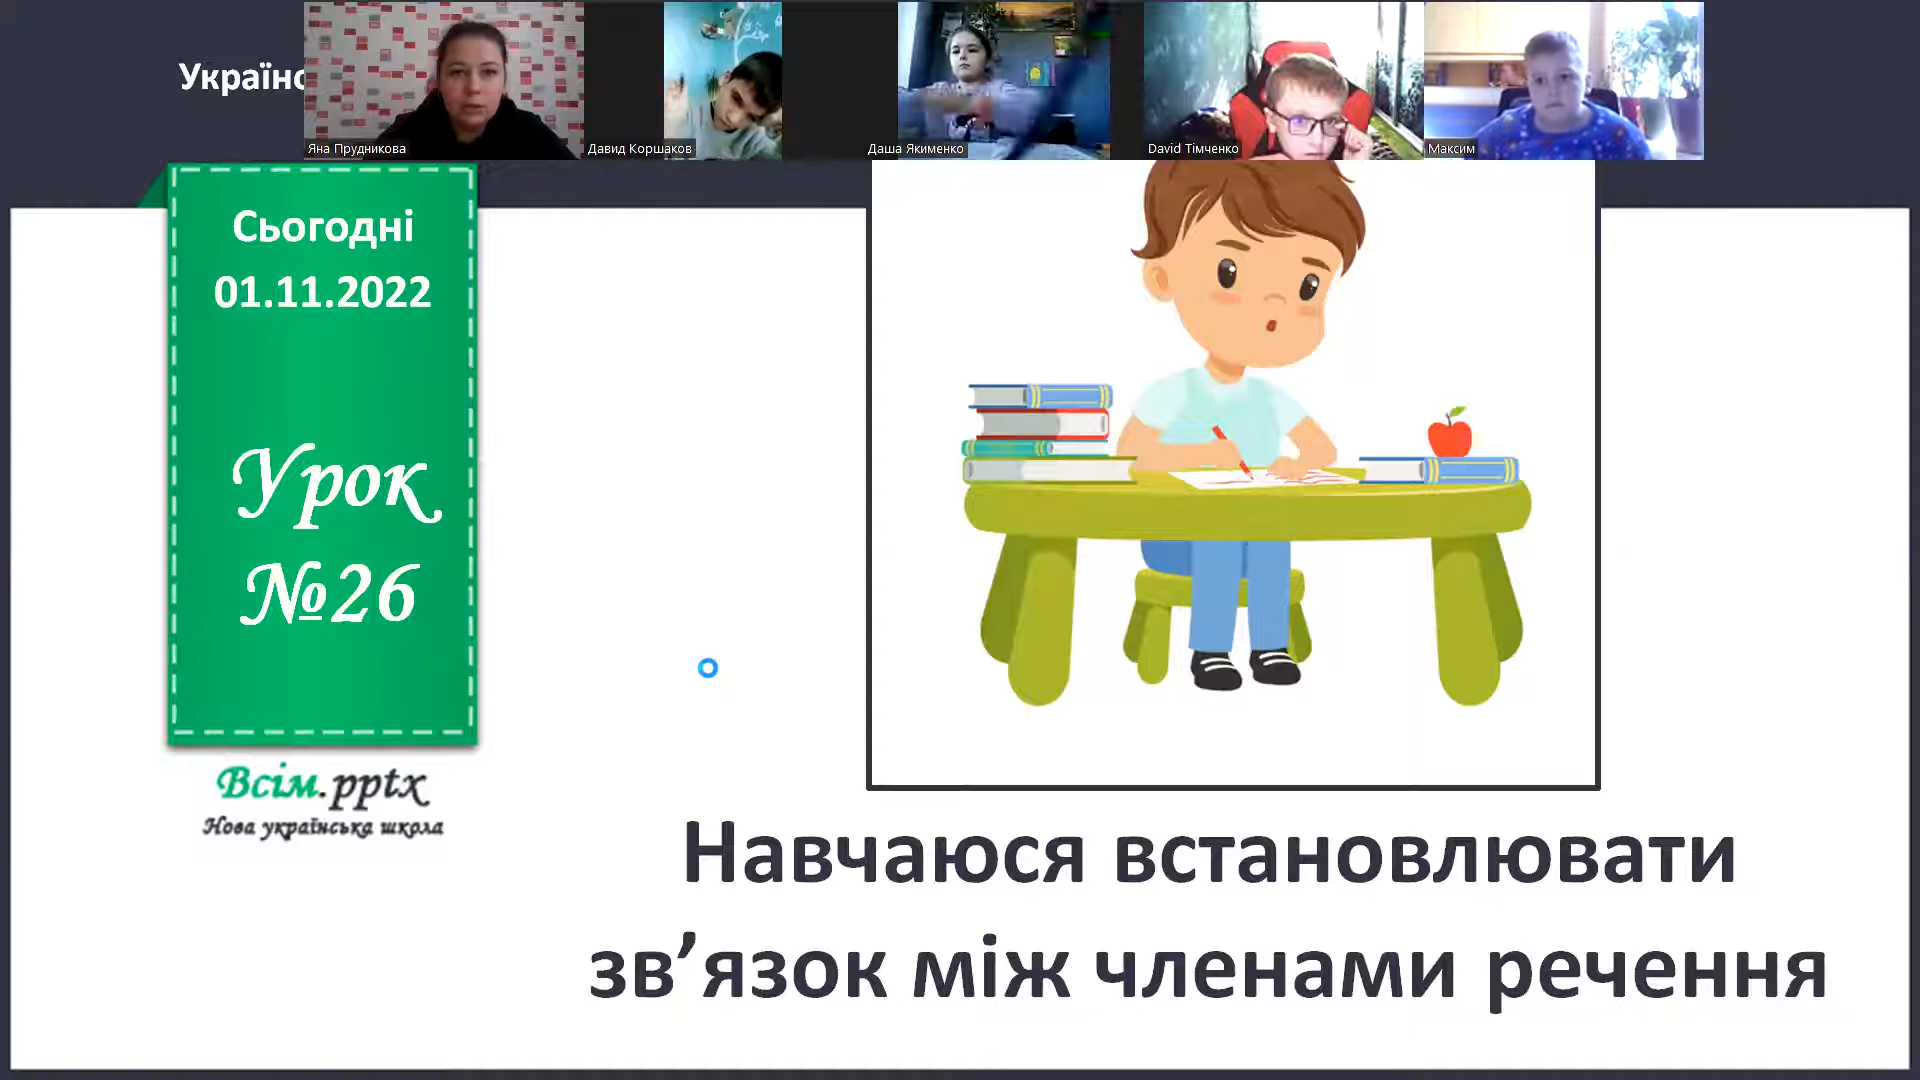 Яна Прудникова
Давид Коршаков
Даша Якименко
David Тімченко
Максим
Сьогодні
01.11.2022
Урок
№26
Всім.pptx
Нова українська школа
Навчаюся встановлювати
зв’язок між членами речення